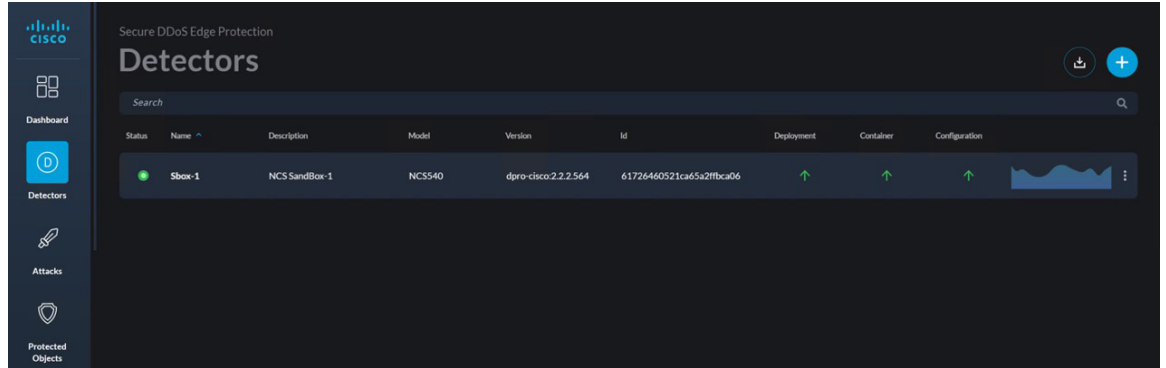 CISCO
Dashboard
D
Detectors
Attacks
Protected
Objects
Secure DDoS Edge Protection
Detectors
Search
Status Name Description Model Version Id Deployment Container Configuration
Sbox-1 NCS SandBox-1 NCS540 dpro-cisco:2.2.2.564 61726460521ca65a2ffbca06